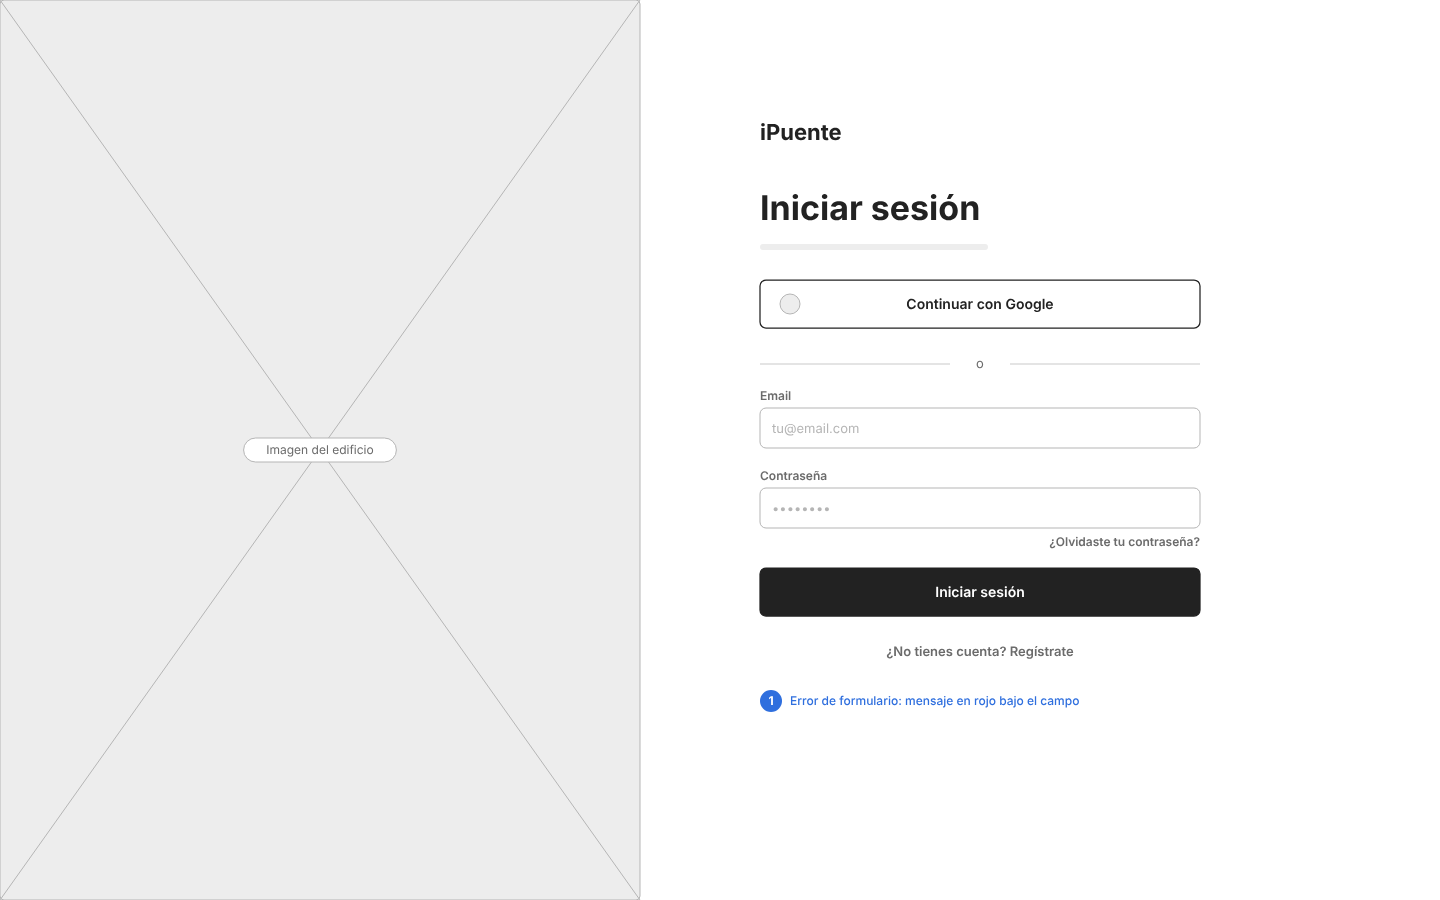 Imagen del edificio
iPuente
Iniciar sesión
Continuar con Google
o
Email
tu@email.com
Contraseña
••••••••
¿Olvidaste tu contraseña?
Iniciar sesión
¿No tienes cuenta? Regístrate
1 Error de formulario: mensaje en rojo bajo el campo